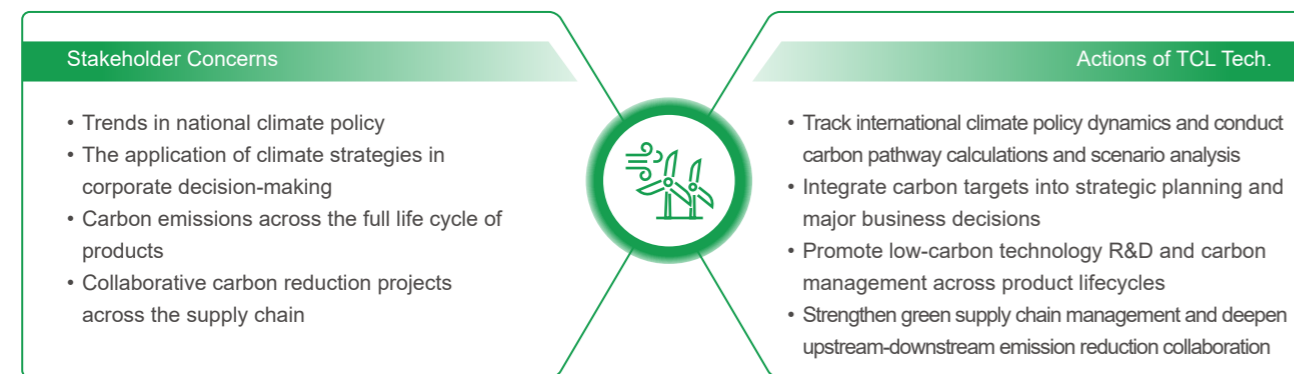 Stakeholder Concerns
• Trends in national climate policy
• The application of climate strategies in
corporate decision-making
• Carbon emissions across the full life cycle of
products
• Collaborative carbon reduction projects
across the supply chain
Actions of TCL Tech.
• Track international climate policy dynamics and conduct
carbon pathway calculations and scenario analysis
• Integrate carbon targets into strategic planning and
major business decisions
• Promote low-carbon technology R&D and carbon
management across product lifecycles
• Strengthen green supply chain management and deepen
upstream-downstream emission reduction collaboration